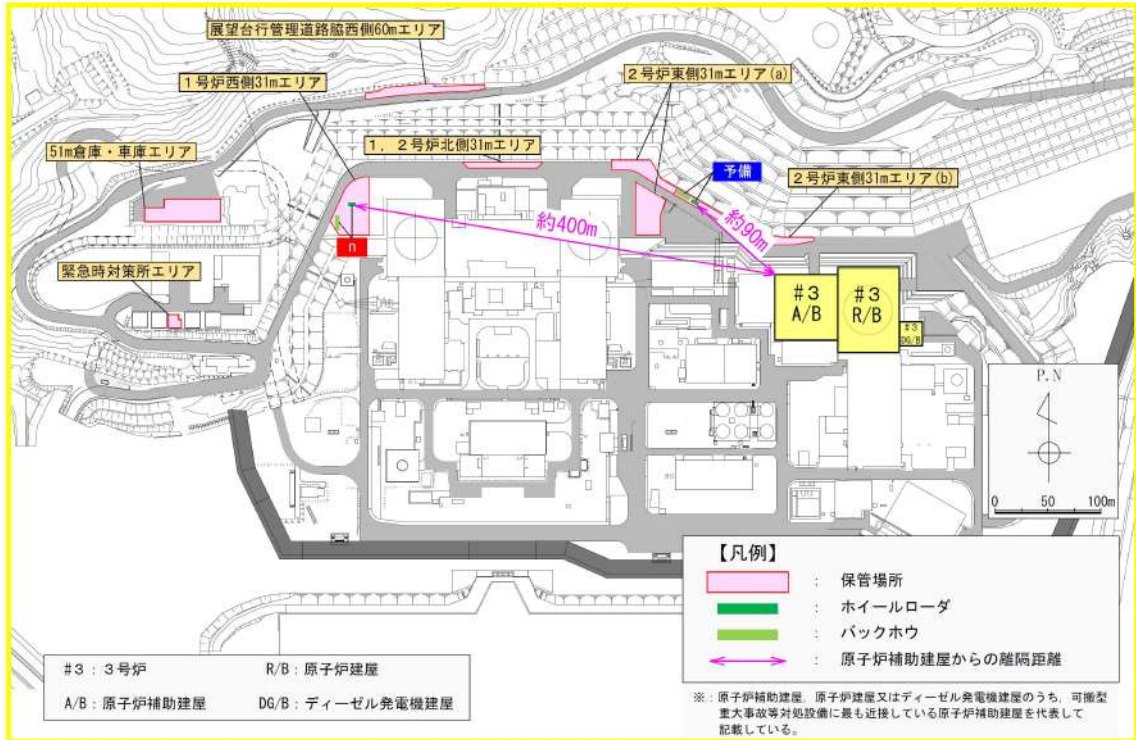 展望台行管理道路脇西側60mエリア
1号炉西側31mエリア
2号炉東側31mエリア(a)
51m倉庫・車庫エリア
1,2号炉北側31mエリア
予備
2号炉東側31mエリア(b)
約400m
約90m
n
緊急時対策所エリア
#3
A/B
#3
R/B
#3
DG/B
P.N
0 50 100m
【凡例】
: 保管場所
: ホイールローダ
: バックホウ
: 原子炉補助建屋からの離隔距離
#3:3号炉 R/B:原子炉建屋
A/B:原子炉補助建屋 DG/B:ディーゼル発電機建屋
※:原子炉補助建屋,原子炉建屋又はディーゼル発電機建屋のうち,可搬型
重大事故等対処設備に最も近接している原子炉補助建屋を代表して
記載している。